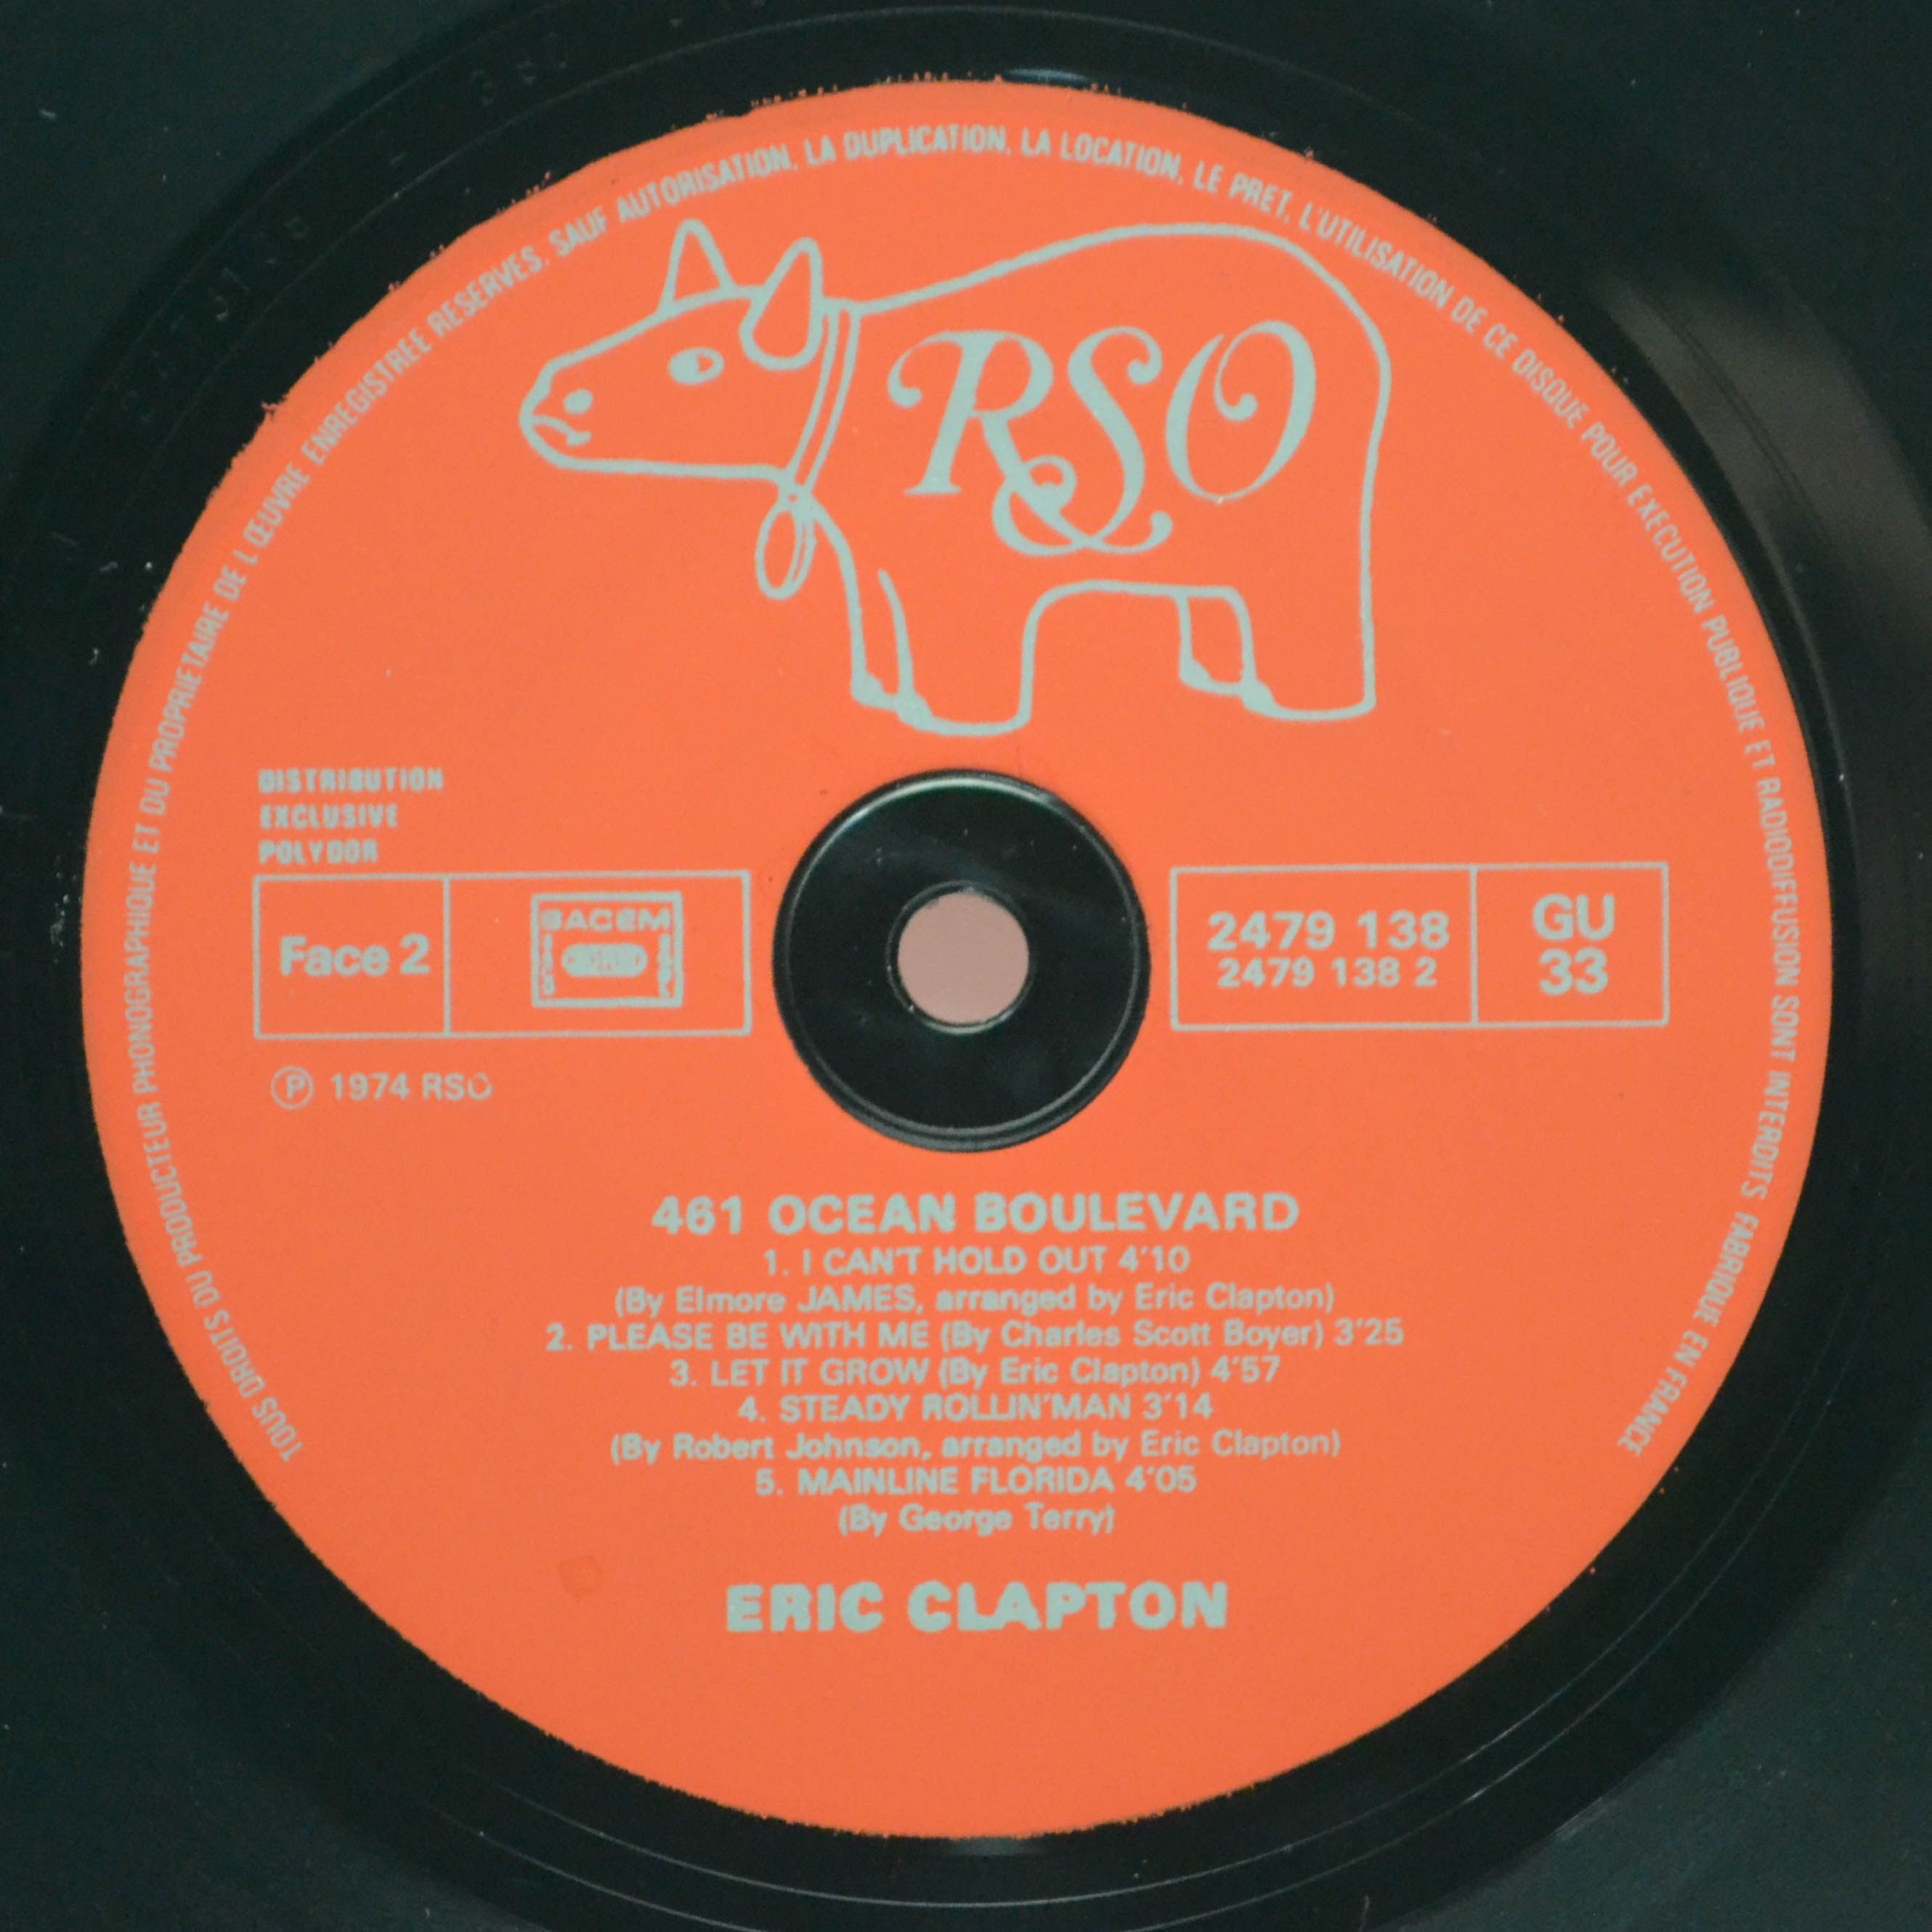 TOUS DROITS DU PRODUCTEUR PHONOGRAPHIQUE ET DU PROPRIETAIRE DE L'ŒUVRE ENREGISTREE RESERVES. SAUF AUTORISATION, LA DUPLICATION, LA LOCATION, LE PRET, L'UTILISATION DE CE DISQUE POUR EXECUTION PUBLIQUE ET RADIODIFFUSION SONT INTERDITS FABRIQUE EN FRANCE
RSO
DISTRIBUTION
EXCLUSIVE
POLYDOR
Face 2
SACEM
2479 138
2479 138 2
GU
33
Ⓟ 1974 RSO
461 OCEAN BOULEVARD
1. I CAN'T HOLD OUT 4'10
(By Elmore JAMES, arranged by Eric Clapton)
2. PLEASE BE WITH ME (By Charles Scott Boyer) 3'25
3. LET IT GROW (By Eric Clapton) 4'57
4. STEADY ROLLIN'MAN 3'14
(By Robert Johnson, arranged by Eric Clapton)
5. MAINLINE FLORIDA 4'05
(By George Terry)
ERIC CLAPTON